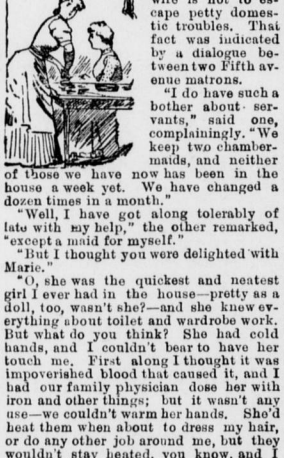 wife is not to es-
cape petty domes-
tic troubles. That
fact was indicated
by a dialogue be-
tween two Fifth av-
enue matrons.
"I do have such a
bother about ser-
vants," said one,
complainingly. "We
keep two chamber-
maids, and neither
of those we have now has been in the
house a week yet. We have changed a
dozen times in a month."
"Well, I have got along tolerably of
late with my help," the other remarked,
"except a maid for myself."
"But I thought you were delighted with
Marie."
"O, she was the quickest and neatest
girl I ever had in the house—pretty as a
doll, too, wasn't she?—and she knew ev-
erything about toilet and wardrobe work.
But what do you think? She had cold
hands, and I couldn't bear to have her
touch me. First along I thought it was
impoverished blood that caused it, and I
had our family physician dose her with
iron and other things; but it wasn't any
use—we couldn't warm her hands. She'd
heat them when about to dress my hair,
or do any other job around me, but they
wouldn't stay heated, you know, and I